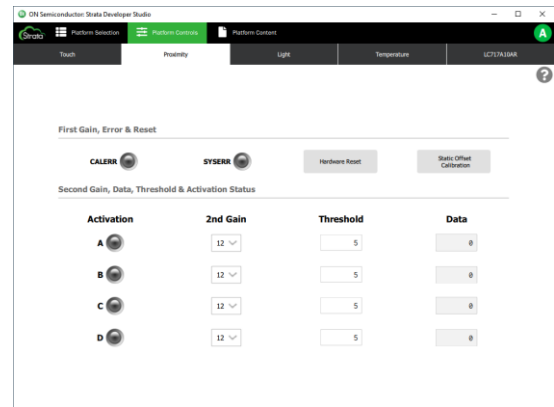 ON Semiconductor: Strata Developer Studio
Strata Platform Selection Platform Controls Platform Content A
Touch Proximity Light Temperature LC717A10AR
?
First Gain, Error & Reset
CALERR SYSERR Hardware Reset Static Offset
Calibration
Second Gain, Data, Threshold & Activation Status
Activation 2nd Gain Threshold Data
A 12 5 0
B 12 5 0
C 12 5 0
D 12 5 0